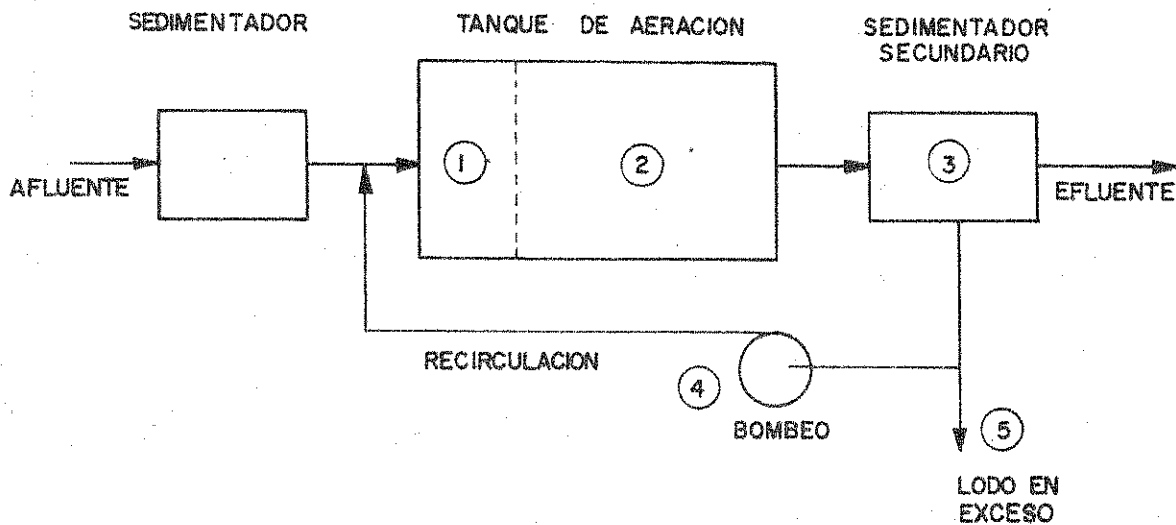 SEDIMENTADOR
TANQUE DE AERACION
SEDIMENTADOR
SECUNDARIO
AFLUENTE
1
2
3
EFLUENTE
RECIRCULACION
4
BOMBEO
5
LODO EN
EXCESO